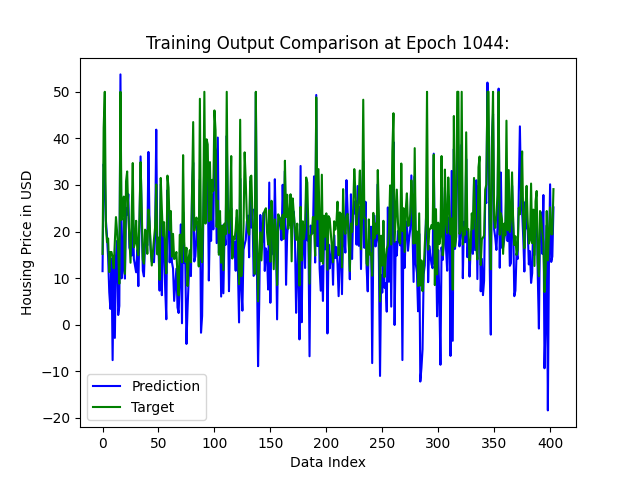 Training Output Comparison at Epoch 1044:
Housing Price in USD
50
40
30
20
10
0
−10
−20
Prediction
Target
0 50 100 150 200 250 300 350 400
Data Index